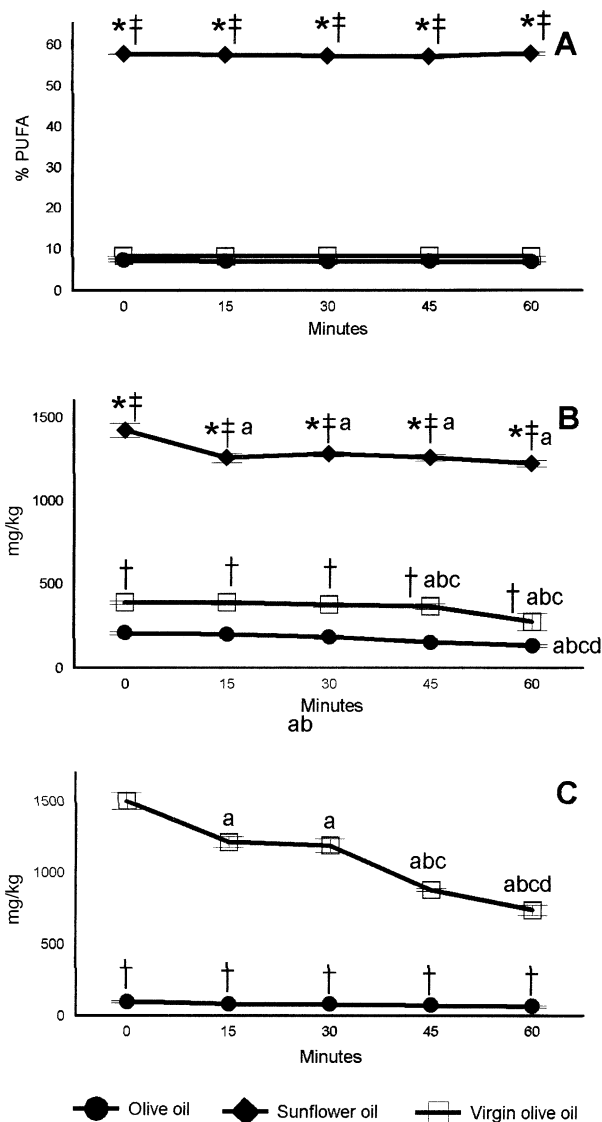 *‡ *‡ *‡ *‡ *‡ A
60
50
40
30
20
10
0
% PUFA
0 15 30 45 60
Minutes
*‡ *‡a *‡a *‡a *‡a B
1500
1000
500
0
mg/kg
† † † † abc † abc
abcd
0 15 30 45 60
Minutes
ab
C
1500
1000
500
0
mg/kg
a a abc abcd
† † † † †
0 15 30 45 60
Minutes
Olive oil Sunflower oil Virgin olive oil